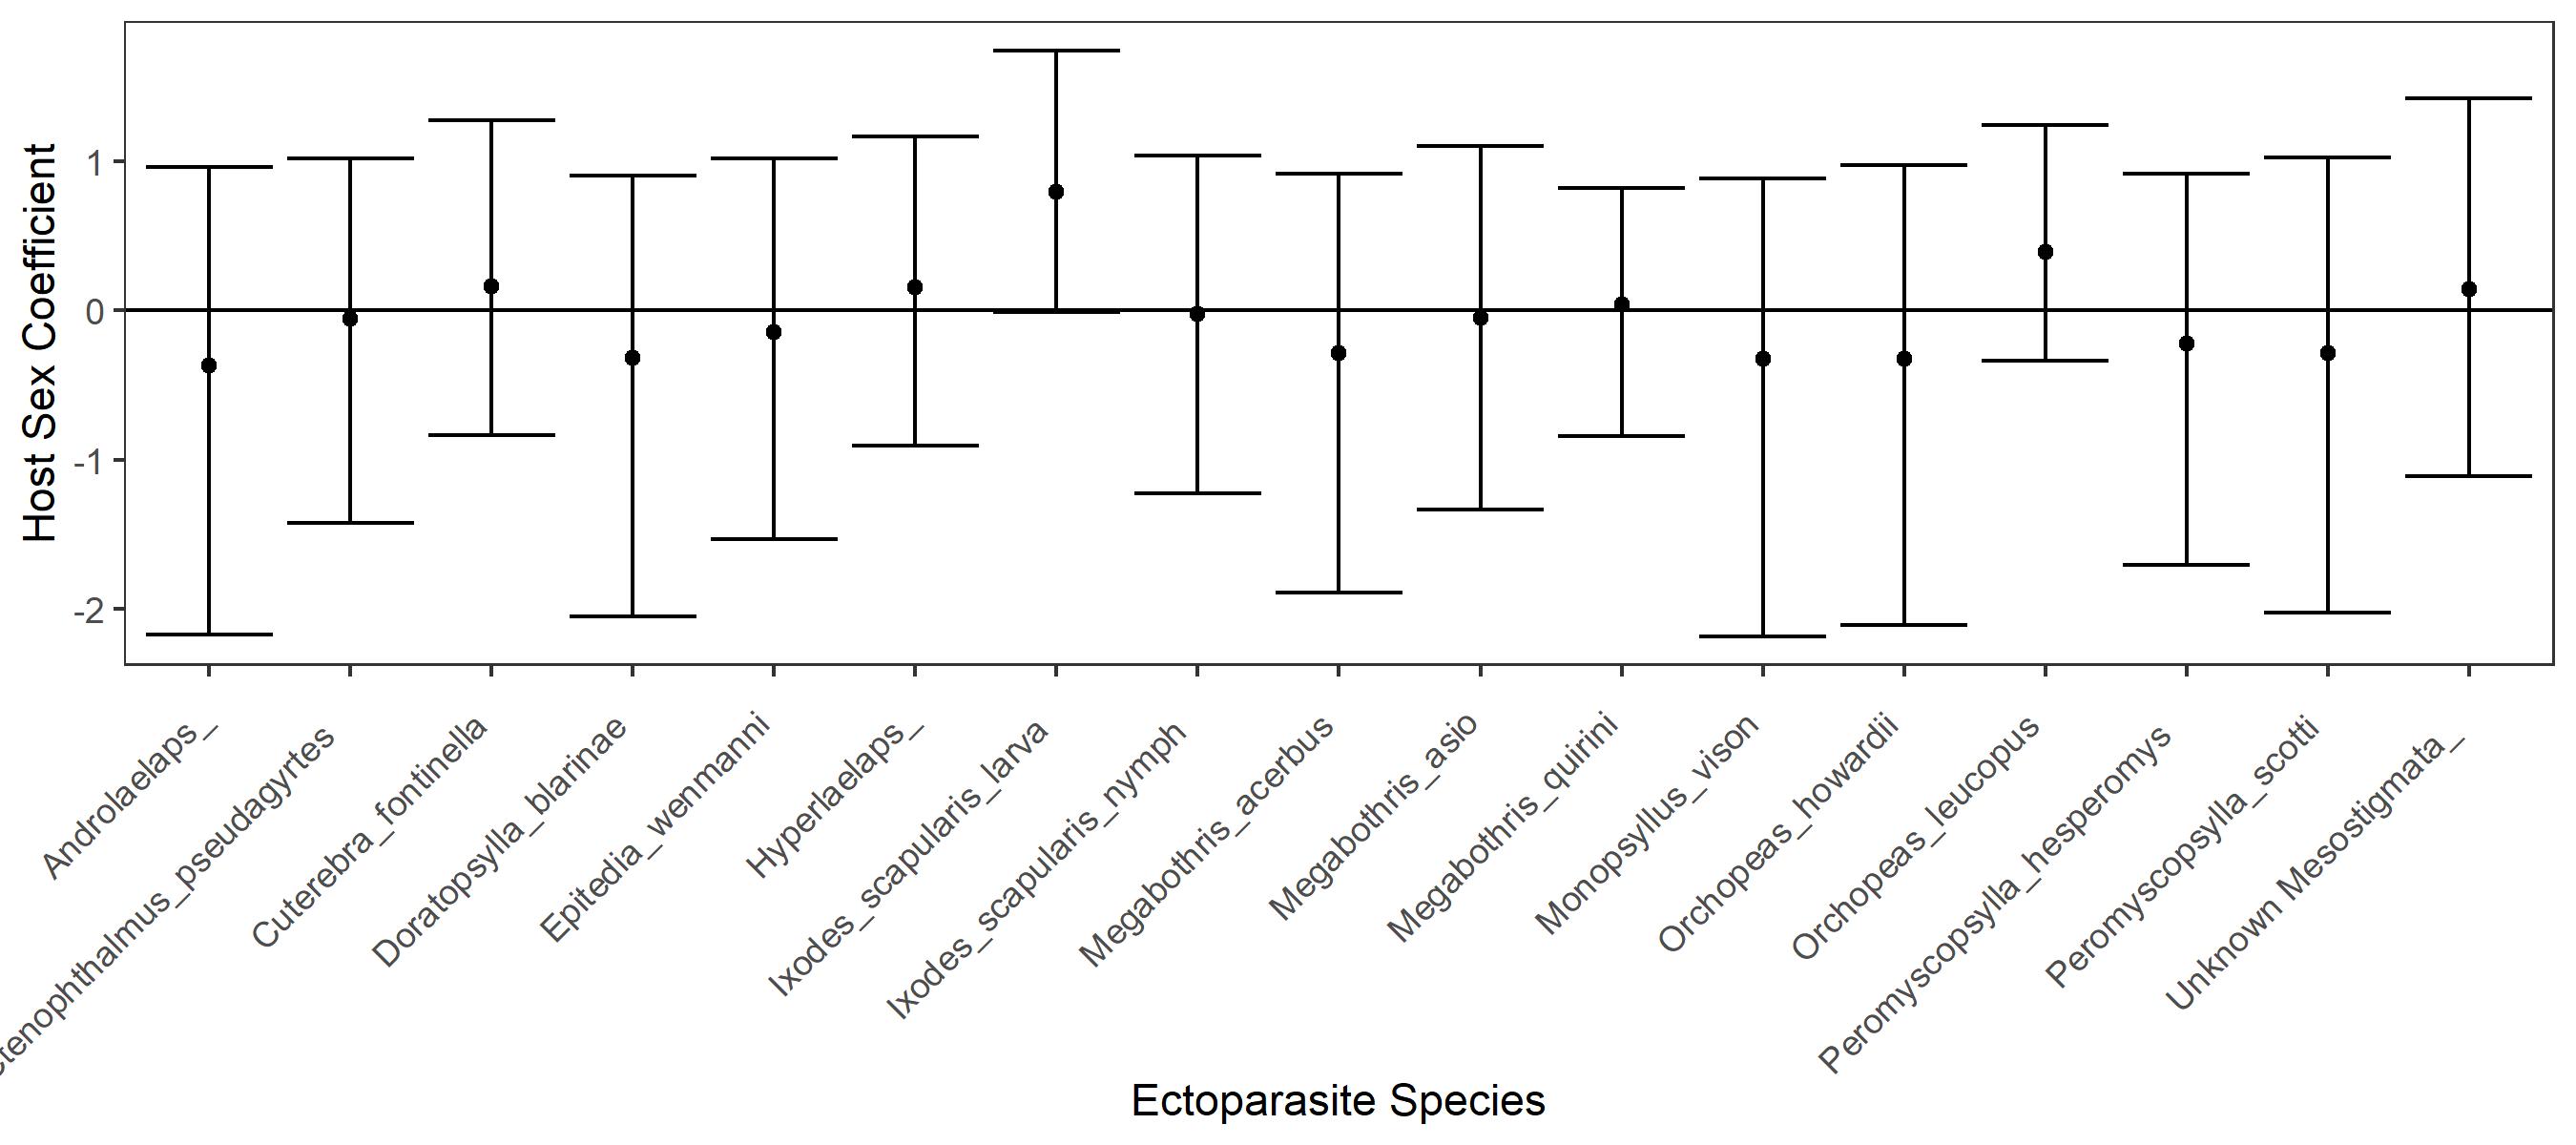 Host Sex Coefficient
1
0
-1
-2
Androlaelaps_
tenophthalmus_pseudagyrtes
Cuterebra_fontinella
Doratopsylla_blarinae
Epitedia_wenmanni
Hyperlaelaps_
Ixodes_scapularis_larva
Ixodes_scapularis_nymph
Megabothris_acerbus
Megabothris_asio
Megabothris_quirini
Monopsyllus_vison
Orchopeas_howardii
Orchopeas_leucopus
Peromyscopsylla_hesperomys
Peromyscopsylla_scotti
Unknown Mesostigmata_
Ectoparasite Species